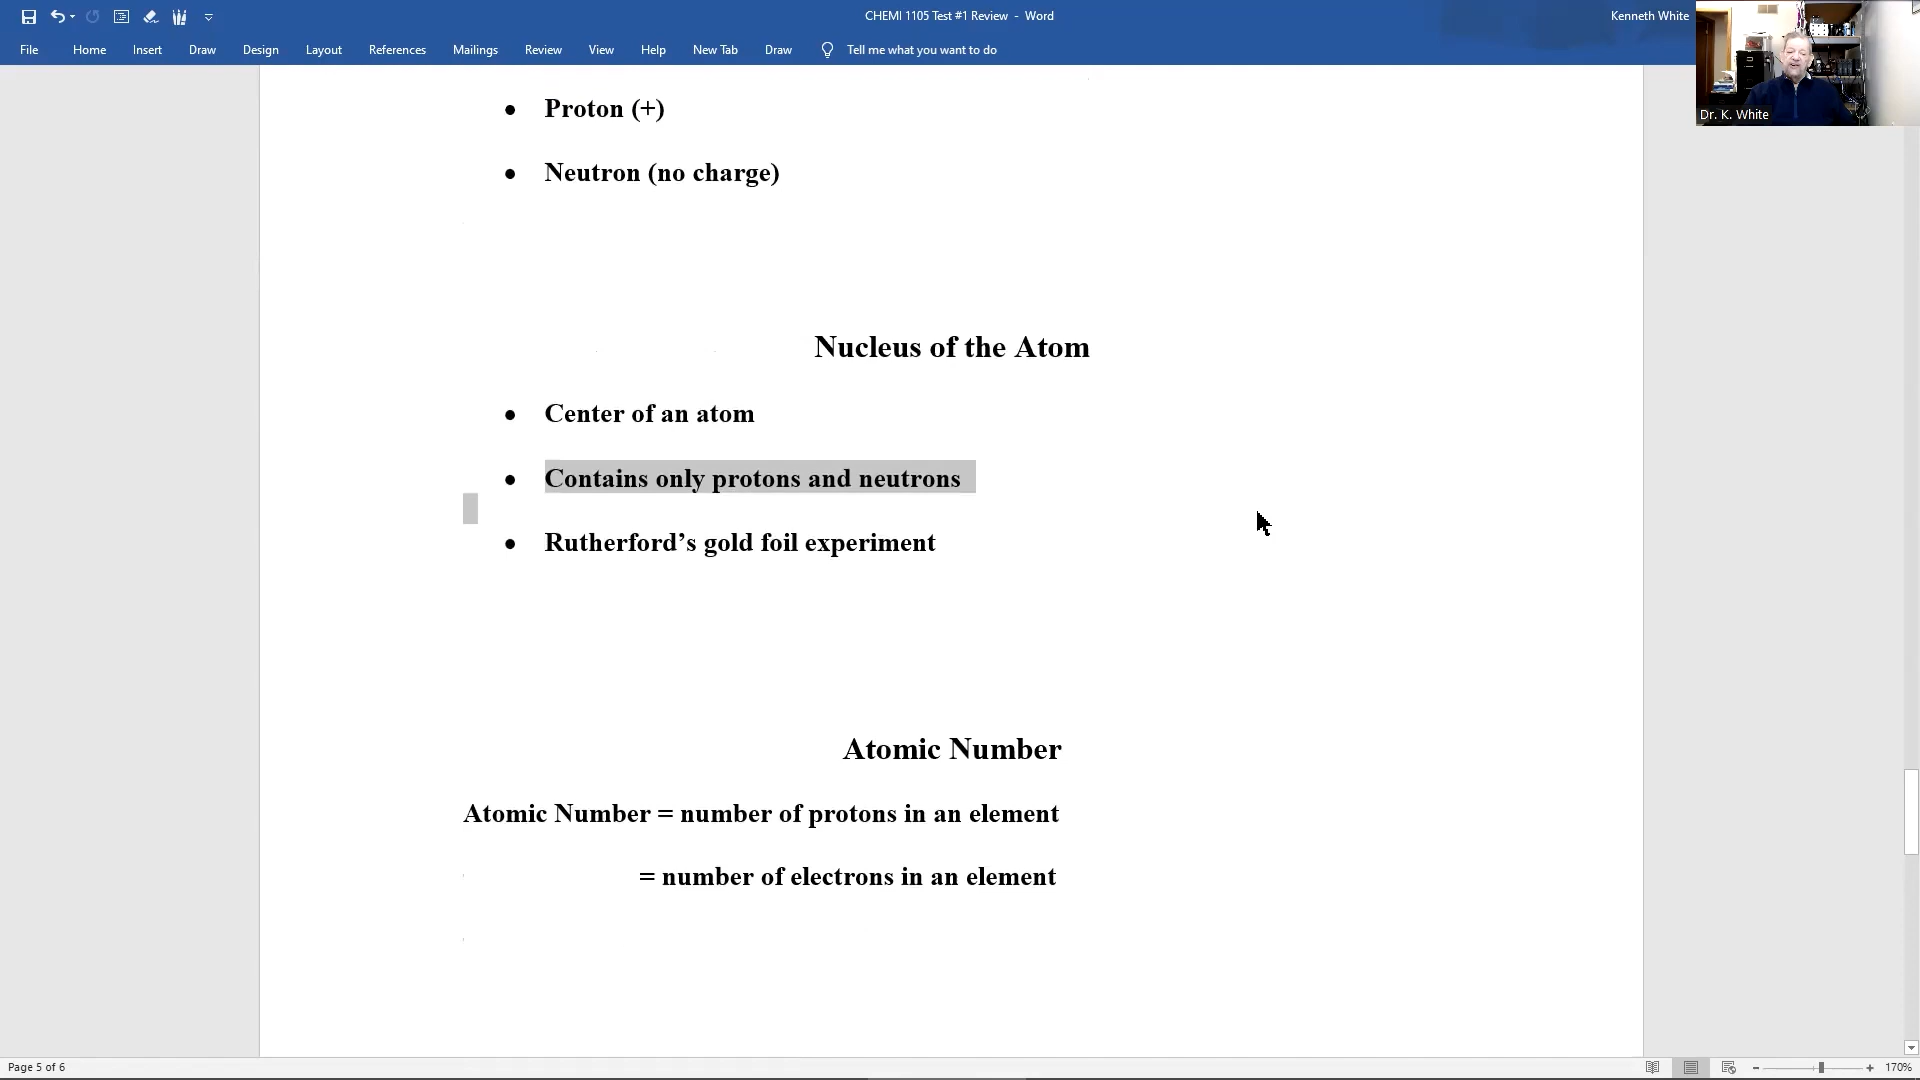 CHEMI 1105 Test #1 Review - Word
Kenneth White
File Home Insert Draw Design Layout References Mailings Review View Help New Tab Draw Tell me what you want to do
Dr. K. White
• Proton (+)
• Neutron (no charge)
Nucleus of the Atom
• Center of an atom
• Contains only protons and neutrons
• Rutherford’s gold foil experiment
Atomic Number
Atomic Number = number of protons in an element
= number of electrons in an element
Page 5 of 6
170%